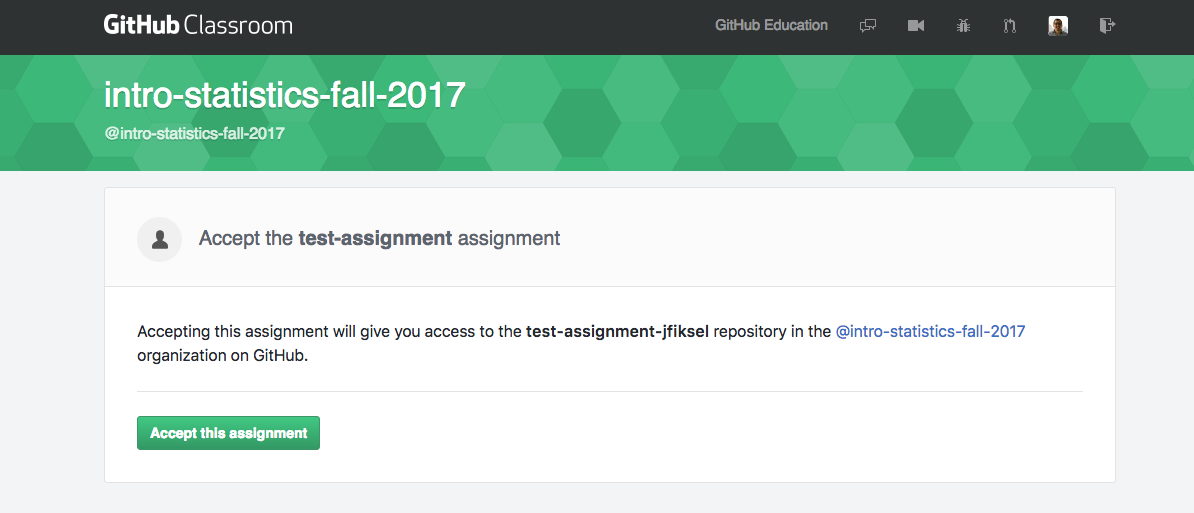 GitHub Classroom
GitHub Education
intro-statistics-fall-2017
@intro-statistics-fall-2017
Accept the test-assignment assignment
Accepting this assignment will give you access to the test-assignment-jfiksel repository in the @intro-statistics-fall-2017
organization on GitHub.
Accept this assignment